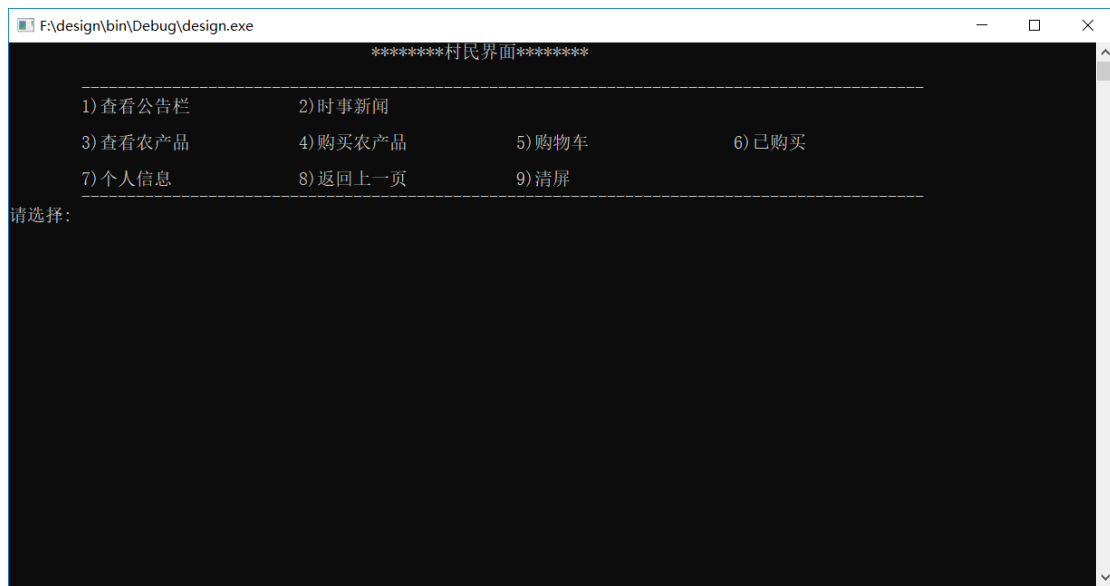 F:\design\bin\Debug\design.exe
********村民界面********
---------------------------------------------------------------------------------------------
1)查看公告栏 2)时事新闻
3)查看农产品 4)购买农产品 5)购物车 6)已购买
7)个人信息 8)返回上一页 9)清屏
---------------------------------------------------------------------------------------------
请选择: